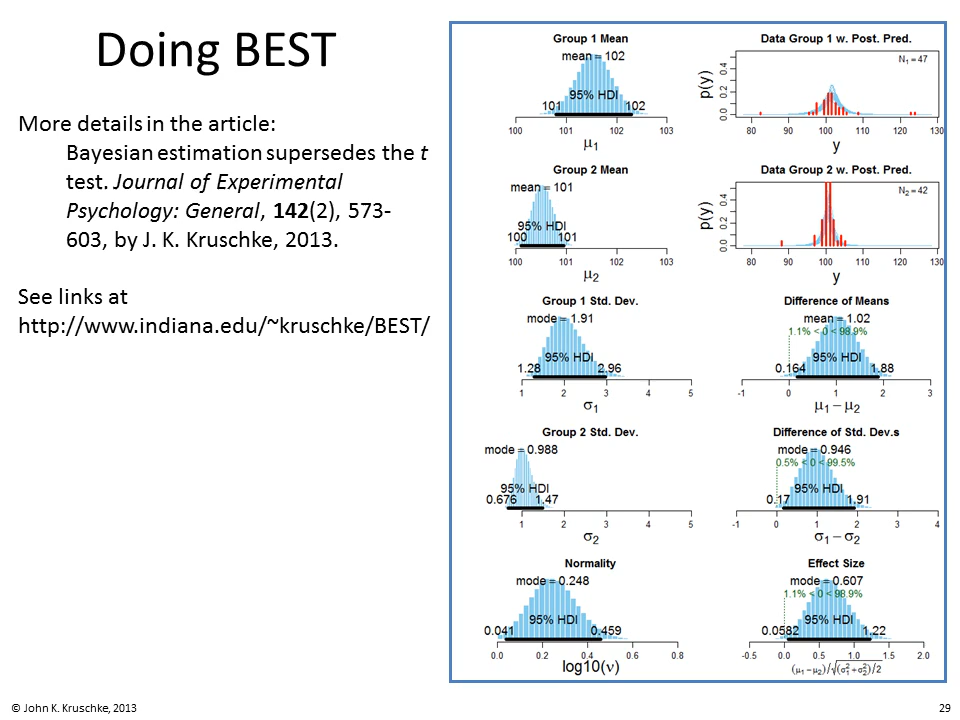 Doing BEST
More details in the article:
Bayesian estimation supersedes the t
test. Journal of Experimental
Psychology: General, 142(2), 573-
603, by J. K. Kruschke, 2013.
See links at
http://www.indiana.edu/~kruschke/BEST/
Group 1 Mean
mean = 102
95% HDI
101 102
100 101 102 103
μ1
Data Group 1 w. Post. Pred.
N1 = 47
p(y)
0.0 0.2 0.4
80 90 100 110 120 130
y
Group 2 Mean
mean = 101
95% HDI
100 101
100 101 102 103
μ2
Data Group 2 w. Post. Pred.
N2 = 42
p(y)
0.0 0.2 0.4
80 90 100 110 120 130
y
Group 1 Std. Dev.
mode = 1.91
95% HDI
1.28 2.96
1 2 3 4 5
σ1
Difference of Means
mean = 1.02
1.1% < 0 < 98.9%
95% HDI
0.164 1.88
-1 0 1 2 3
μ1 − μ2
Group 2 Std. Dev.
mode = 0.988
95% HDI
0.676 1.47
1 2 3 4 5
σ2
Difference of Std. Dev.s
mode = 0.946
0.5% < 0 < 99.5%
95% HDI
0.17 1.91
-1 0 1 2 3 4
σ1 − σ2
Normality
mode = 0.248
95% HDI
0.041 0.459
0.0 0.2 0.4 0.6 0.8
log10(ν)
Effect Size
mode = 0.607
1.1% < 0 < 98.9%
95% HDI
0.0582 1.22
-0.5 0.0 0.5 1.0 1.5 2.0
(μ1−μ2)/√(σ1²+σ2²)/2
© John K. Kruschke, 2013
29